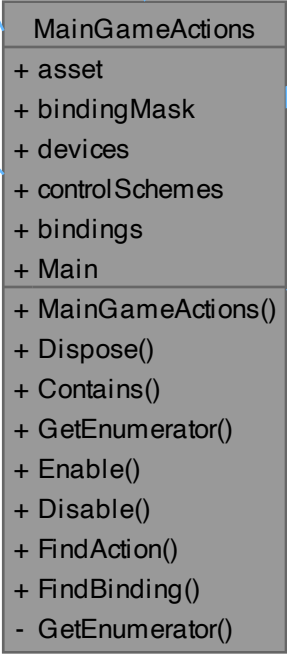 MainGameActions
+ asset
+ bindingMask
+ devices
+ controlSchemes
+ bindings
+ Main
+ MainGameActions()
+ Dispose()
+ Contains()
+ GetEnumerator()
+ Enable()
+ Disable()
+ FindAction()
+ FindBinding()
- GetEnumerator()